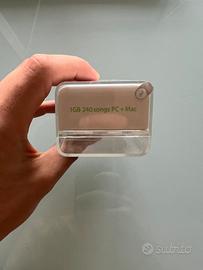 1GB 240 songs PC + Mac
subito